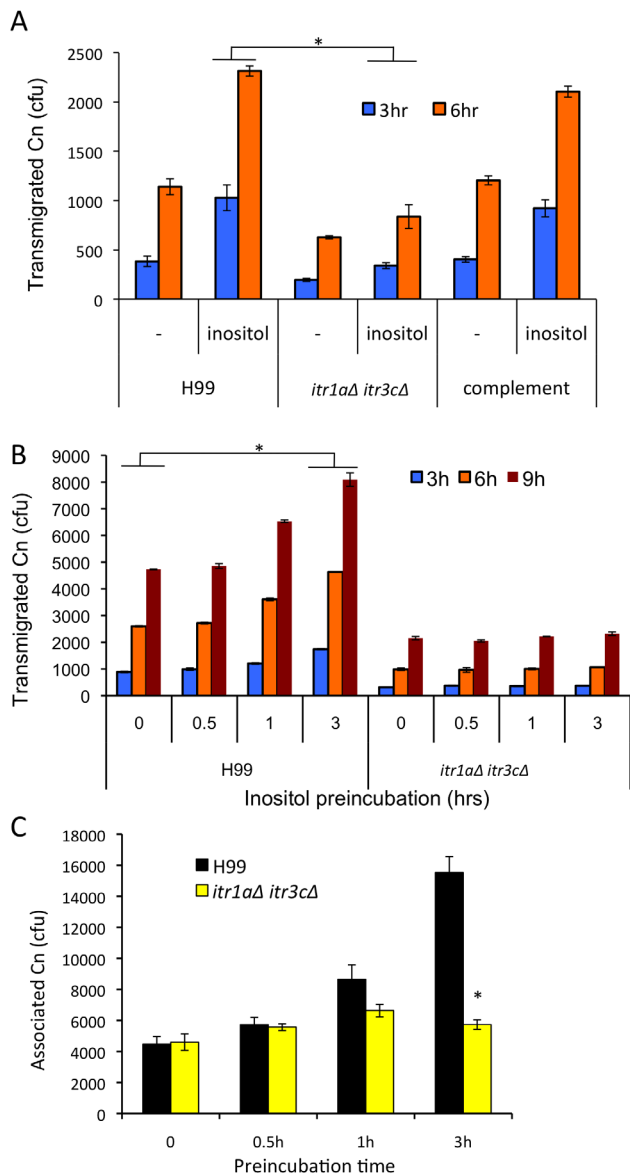 A
*
2500
2000
1500
1000
500
0
Transmigrated Cn (cfu)
3hr 6hr
- inositol - inositol - inositol
H99 itr1aΔ itr3cΔ complement
B
*
9000
8000
7000
6000
5000
4000
3000
2000
1000
0
Transmigrated Cn (cfu)
3h 6h 9h
0 0.5 1 3 0 0.5 1 3
H99 itr1aΔ itr3cΔ
Inositol preincubation (hrs)
C
18000
16000
14000
12000
10000
8000
6000
4000
2000
0
Associated Cn (cfu)
H99
itr1aΔ itr3cΔ
*
0 0.5h 1h 3h
Preincubation time